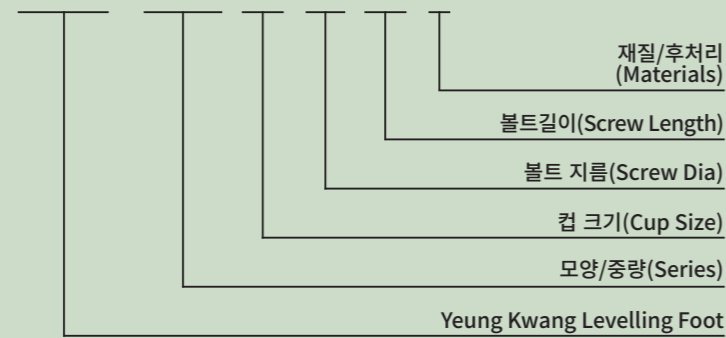 재질/후처리
(Materials)
볼트길이(Screw Length)
볼트 지름(Screw Dia)
컵 크기(Cup Size)
모양/중량(Series)
Yeung Kwang Levelling Foot